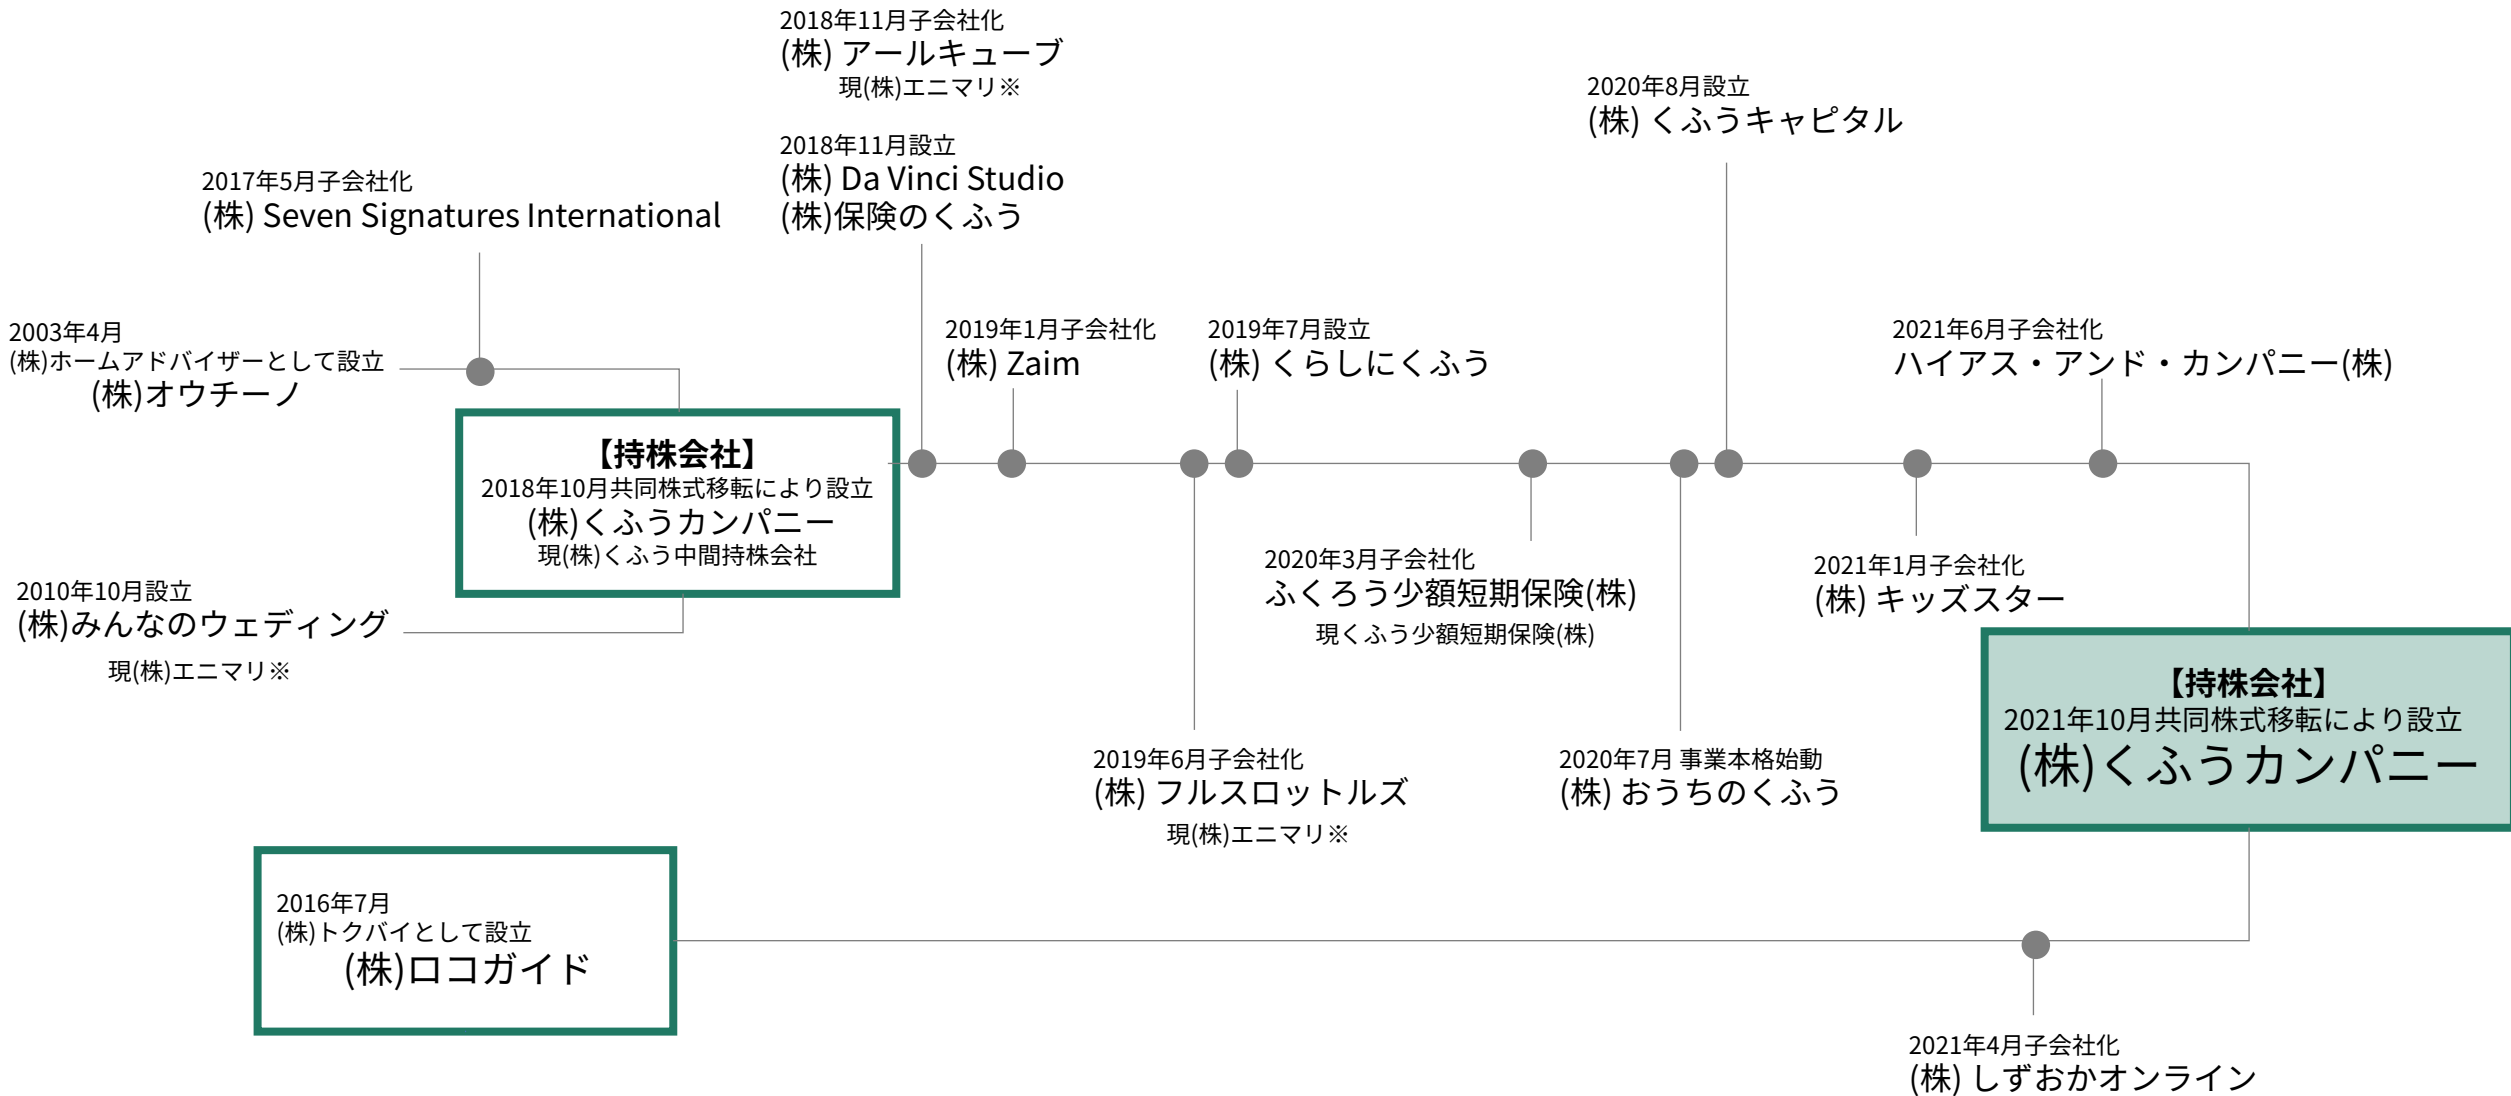 2018年11月子会社化
(株) アールキューブ
現(株)エニマリ※
2018年11月設立
(株) Da Vinci Studio
(株)保険のくふう
2020年8月設立
(株) くふうキャピタル
2017年5月子会社化
(株) Seven Signatures International
2003年4月
(株)ホームアドバイザーとして設立
(株)オウチーノ
2019年1月子会社化
(株) Zaim
2019年7月設立
(株) くらしにくふう
2021年6月子会社化
ハイアス・アンド・カンパニー(株)
【持株会社】
2018年10月共同株式移転により設立
(株)くふうカンパニー
現(株)くふう中間持株会社
2010年10月設立
(株)みんなのウェディング
現(株)エニマリ※
2020年3月子会社化
ふくろう少額短期保険(株)
現くふう少額短期保険(株)
2021年1月子会社化
(株) キッズスター
【持株会社】
2021年10月共同株式移転により設立
(株)くふうカンパニー
2019年6月子会社化
(株) フルスロットルズ
現(株)エニマリ※
2020年7月 事業本格始動
(株) おうちのくふう
2016年7月
(株)トクバイとして設立
(株)ロコガイド
2021年4月子会社化
(株) しずおかオンライン